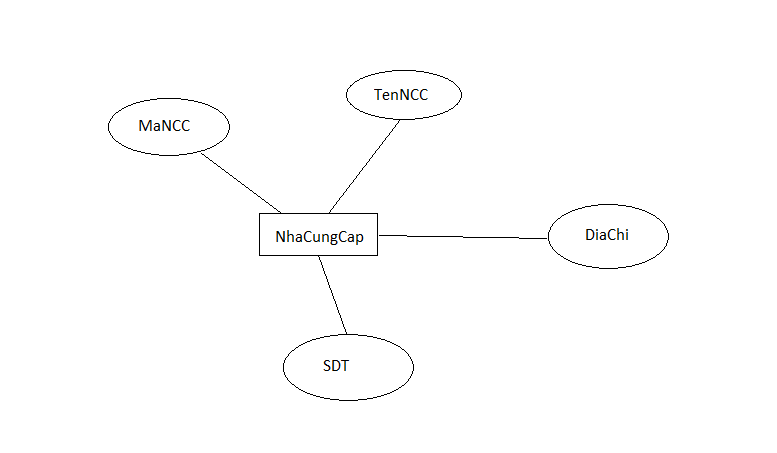 TenNCC
MaNCC
NhaCungCap
DiaChi
SDT